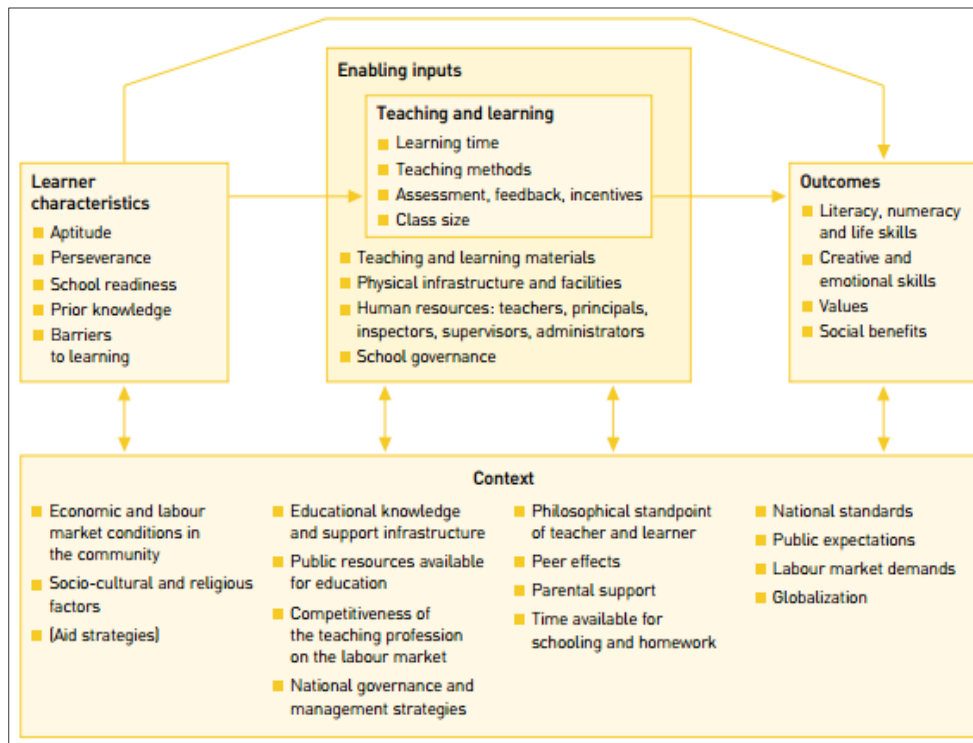 Enabling inputs
Teaching and learning
Learning time
Teaching methods
Assessment, feedback, incentives
Class size
Teaching and learning materials
Physical infrastructure and facilities
Human resources: teachers, principals,
inspectors, supervisors, administrators
School governance
Learner
characteristics
Aptitude
Perseverance
School readiness
Prior knowledge
Barriers
to learning
Outcomes
Literacy, numeracy
and life skills
Creative and
emotional skills
Values
Social benefits
Context
Economic and labour
market conditions in
the community
Socio-cultural and religious
factors
(Aid strategies)
Educational knowledge
and support infrastructure
Public resources available
for education
Competitiveness of
the teaching profession
on the labour market
National governance and
management strategies
Philosophical standpoint
of teacher and learner
Peer effects
Parental support
Time available for
schooling and homework
National standards
Public expectations
Labour market demands
Globalization